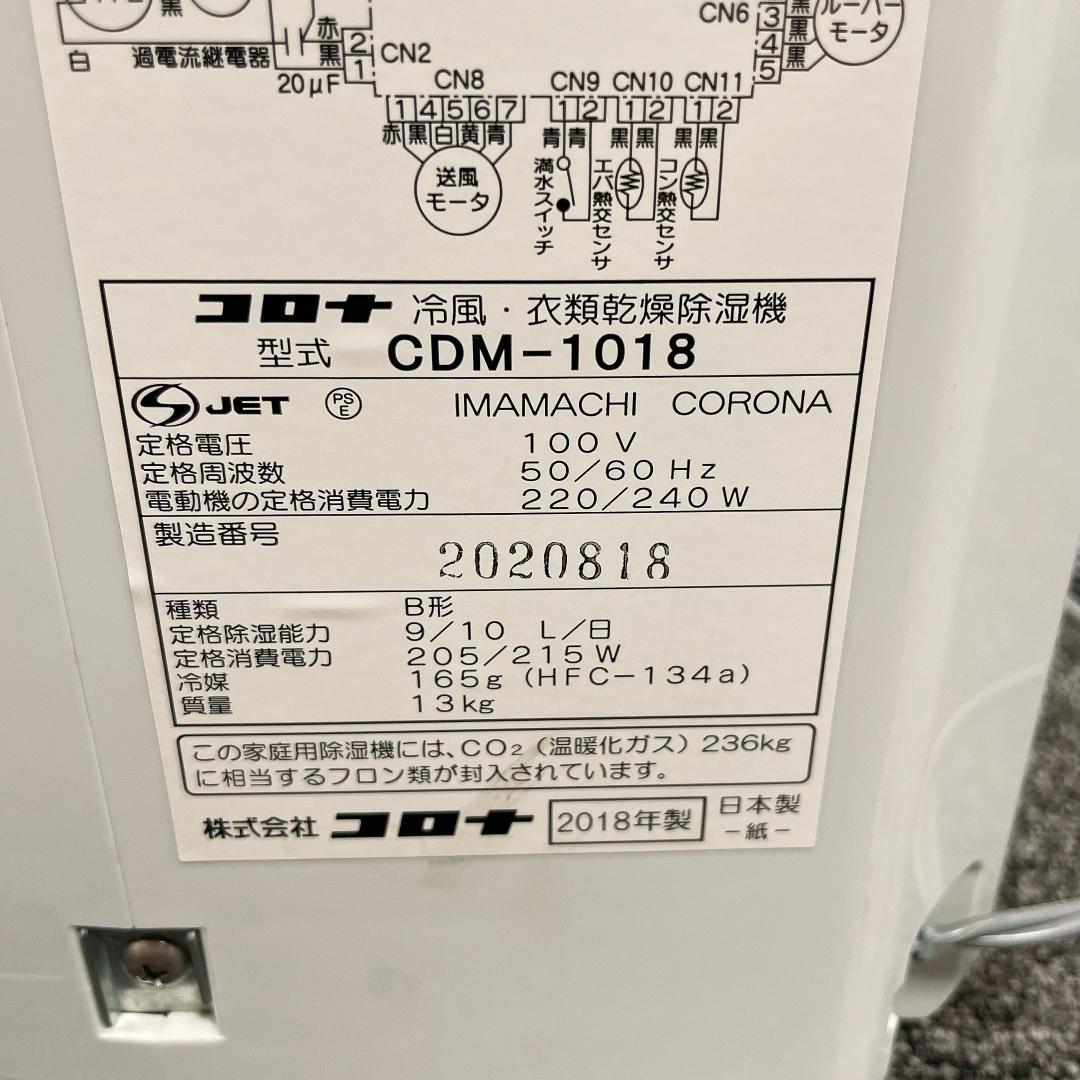 黒
白 過電流継電器
赤
黒
2
1
CN2
20μF
CN6
3
4
5
黒
黒
黒
ルーバー
モータ
CN8 CN9 CN10 CN11
1 4 5 6 7 1 2 1 2 1 2
赤 黒 白 黄 青 青 青 黒 黒 黒 黒
送風
モータ
満水スイッチ
エバ熱交センサ
コン熱交センサ
コロナ 冷風・衣類乾燥除湿機
型式 CDM-1018
JET PSE IMAMACHI CORONA
定格電圧 100V
定格周波数 50/60Hz
電動機の定格消費電力 220/240W
製造番号
2020818
種類 B形
定格除湿能力 9/10 L/日
定格消費電力 205/215W
冷媒 165g(HFC-134a)
質量 13kg
この家庭用除湿機には、CO₂(温暖化ガス)236kg
に相当するフロン類が封入されています。
株式会社 コロナ 2018年製 日本製
-紙-